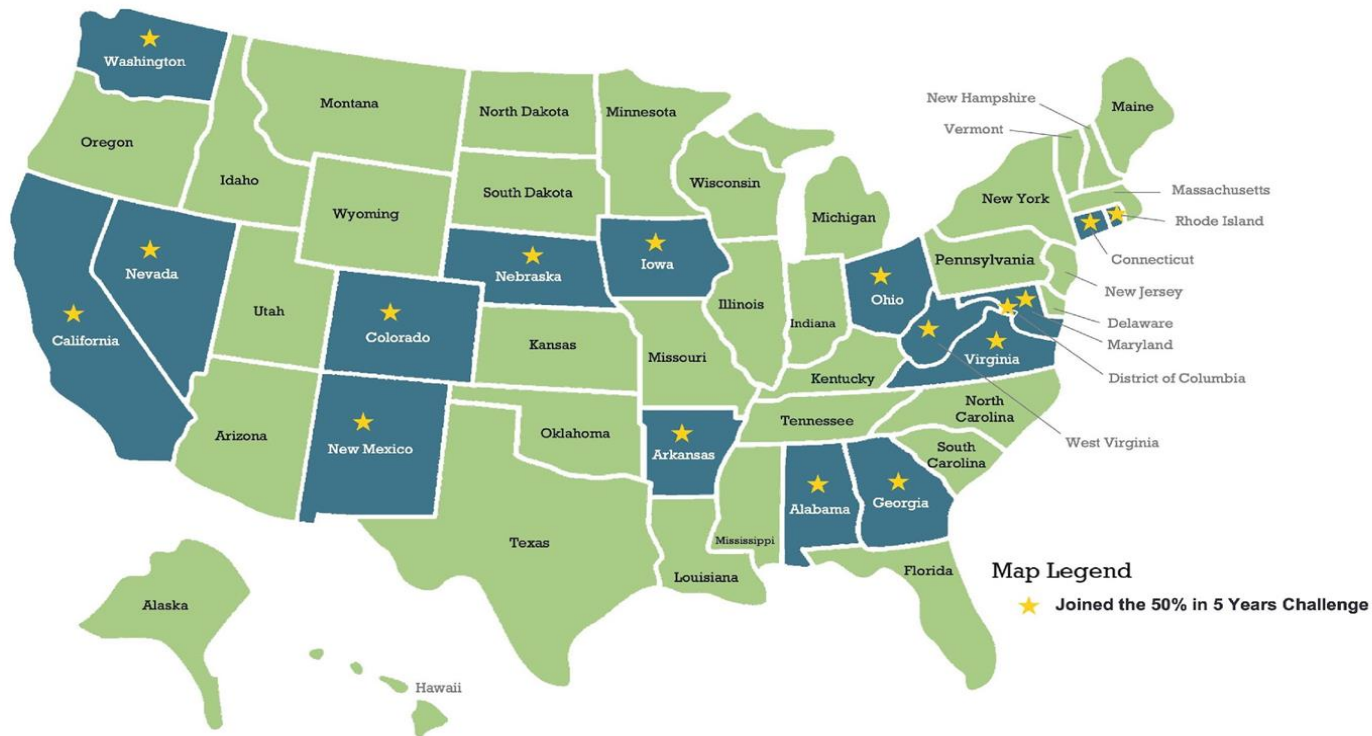 Washington
Montana
North Dakota
Minnesota
New Hampshire
Vermont
Maine
Oregon
Idaho
South Dakota
Wisconsin
Massachusetts
Wyoming
Michigan
New York
Rhode Island
Nevada
Nebraska
Iowa
Pennsylvania
Connecticut
Utah
Illinois
Ohio
New Jersey
California
Colorado
Indiana
Delaware
Kansas
Missouri
Virginia
Maryland
Kentucky
District of Columbia
Arizona
New Mexico
Oklahoma
Arkansas
Tennessee
North
Carolina
West Virginia
South
Carolina
Alabama
Georgia
Texas
Mississippi
Louisiana
Florida
Map Legend
Joined the 50% in 5 Years Challenge
Alaska
Hawaii